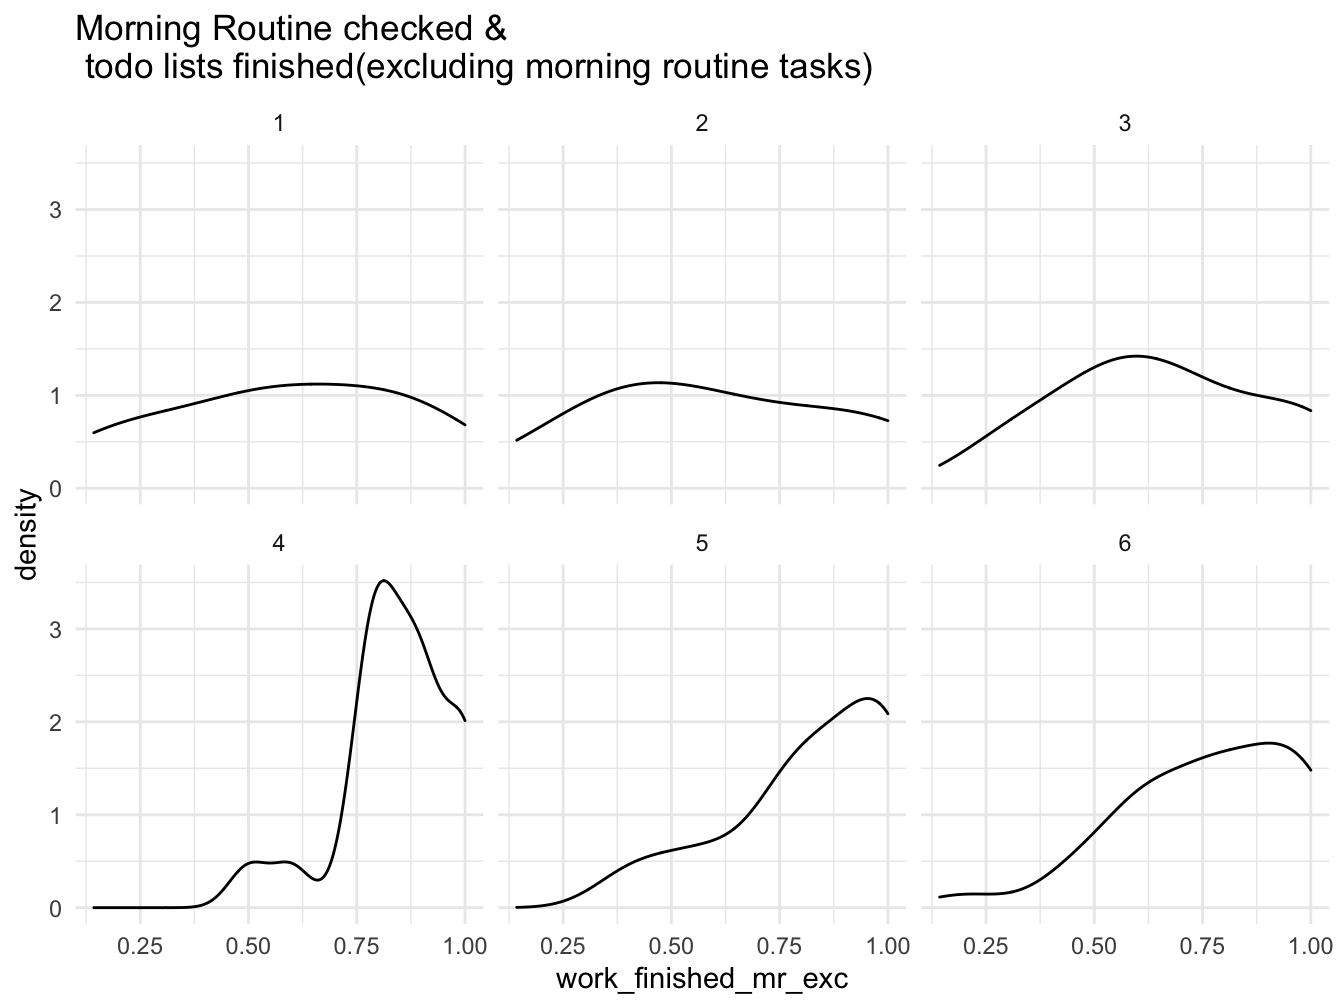 Morning Routine checked &
todo lists finished(excluding morning routine tasks)
1 2 3
3
2
1
0
density
4 5 6
3
2
1
0
0.25 0.50 0.75 1.00 0.25 0.50 0.75 1.00 0.25 0.50 0.75 1.00
work_finished_mr_exc